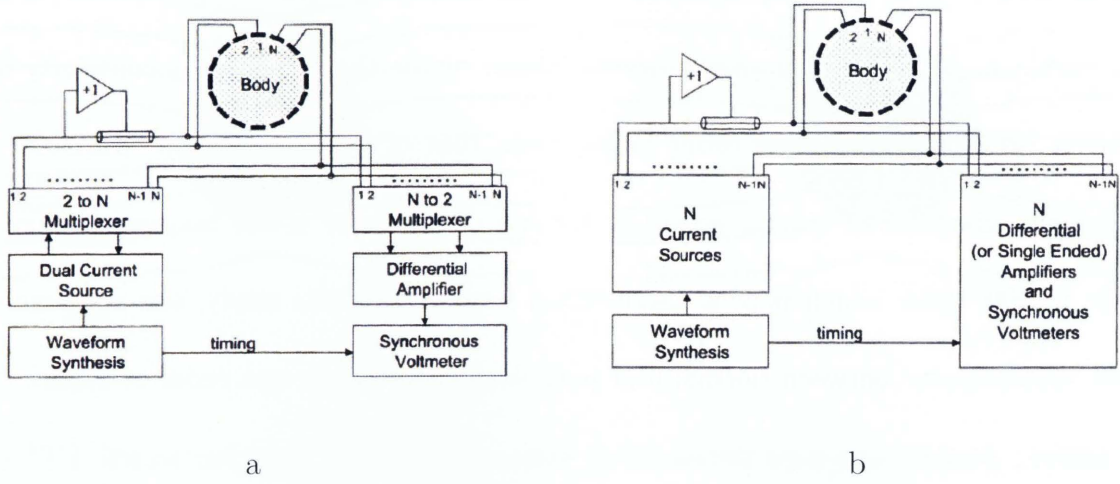 2 1 N
Body
+1
1 2
N-1 N
2 to N
Multiplexer
Dual Current
Source
Waveform
Synthesis
timing
1 2
N-1 N
N to 2
Multiplexer
Differential
Amplifier
Synchronous
Voltmeter
a
2 1 N
Body
+1
1 2
N-1 N
N
Current
Sources
Waveform
Synthesis
timing
1 2
N-1 N
N
Differential
(or Single Ended)
Amplifiers
and
Synchronous
Voltmeters
b